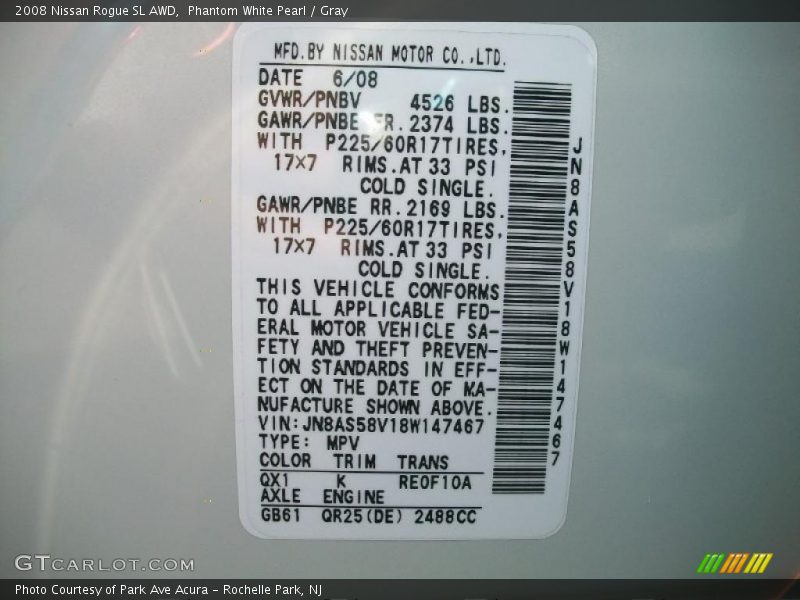 2008 Nissan Rogue SL AWD, Phantom White Pearl / Gray
MFD.BY NISSAN MOTOR CO.,LTD.
DATE 6/08
GVWR/PNBV 4526 LBS.
GAWR/PNBE FR.2374 LBS.
WITH P225/60R17TIRES,
17×7 RIMS.AT 33 PSI
COLD SINGLE.
GAWR/PNBE RR.2169 LBS.
WITH P225/60R17TIRES,
17×7 RIMS.AT 33 PSI
COLD SINGLE.
THIS VEHICLE CONFORMS
TO ALL APPLICABLE FED-
ERAL MOTOR VEHICLE SA-
FETY AND THEFT PREVEN-
TION STANDARDS IN EFF-
ECT ON THE DATE OF MA-
NUFACTURE SHOWN ABOVE.
VIN:JN8AS58V18W147467
TYPE: MPV
COLOR TRIM TRANS
QX1 K RE0F10A
AXLE ENGINE
GB61 QR25(DE) 2488CC
JN8AS58V18W147467
GTCARLOT.COM
Photo Courtesy of Park Ave Acura – Rochelle Park, NJ